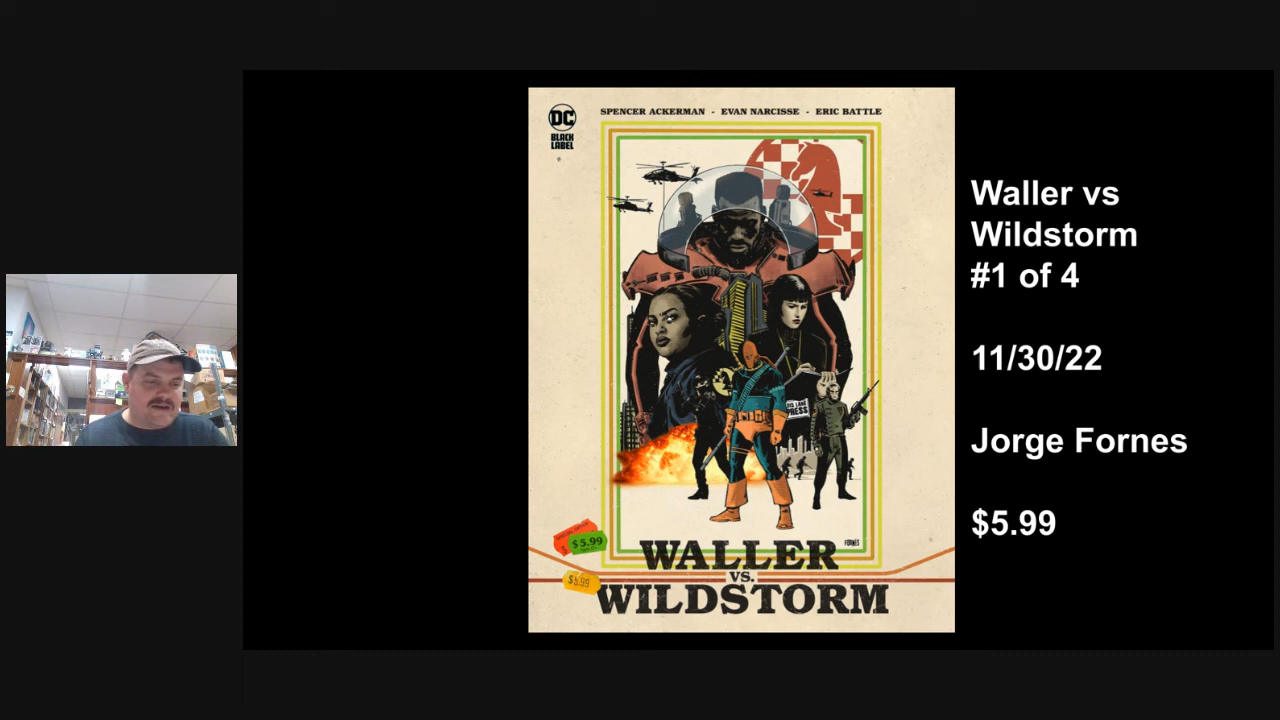 SPENCER ACKERMAN - EVAN NARCISSE - ERIC BATTLE
DC
BLACK
LABEL
PRESS
FORNÉS
$5.99
$5.99
WALLER
VS.
WILDSTORM
Waller vs
Wildstorm
#1 of 4
11/30/22
Jorge Fornes
$5.99